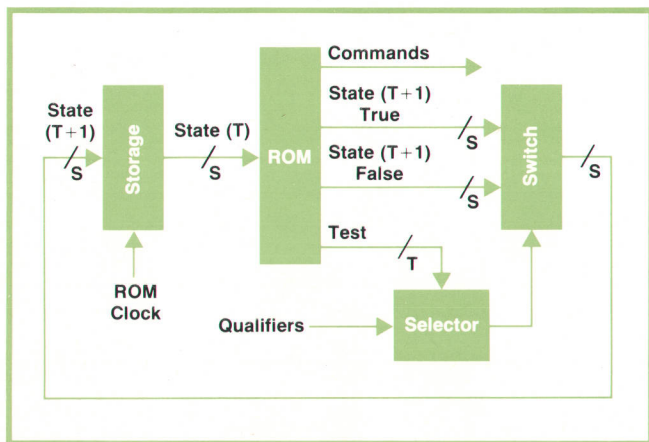 Commands
State
(T+1)
Storage
State (T)
ROM
State (T+1)
True
State (T+1)
False
Switch
S
S
S
S
S
Test
T
ROM
Clock
Qualifiers
Selector